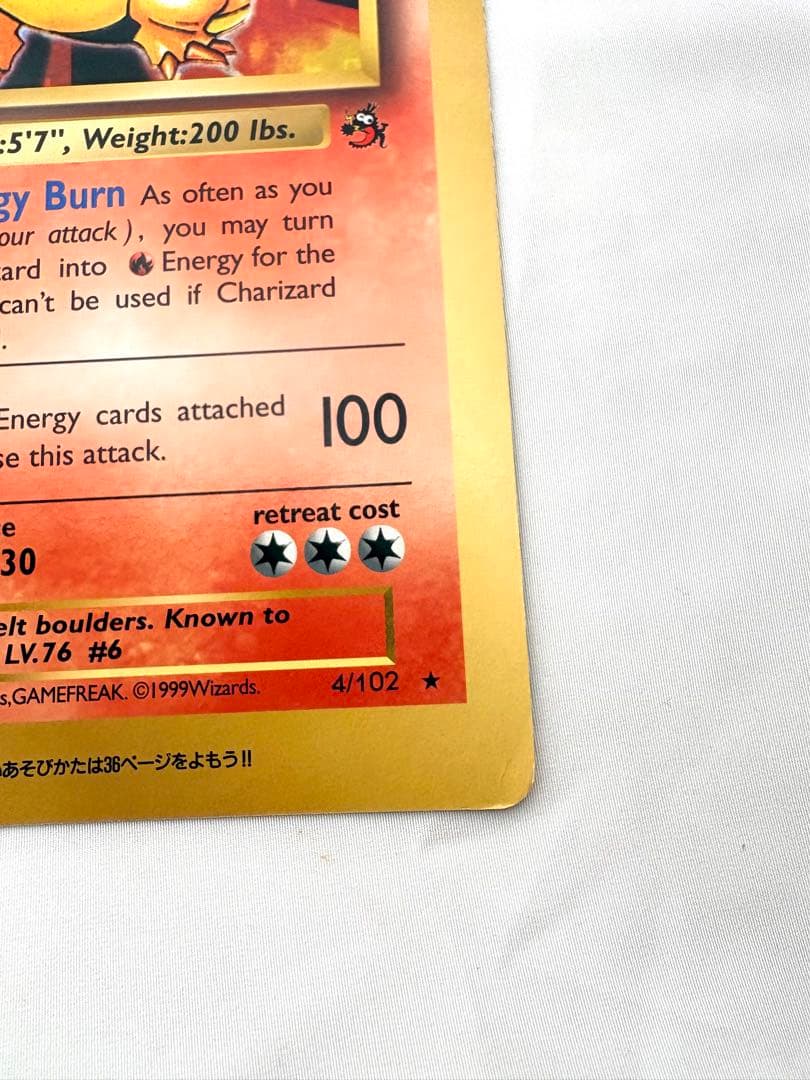 :5'7", Weight:200 lbs.
gy Burn As often as you
our attack), you may turn
ard into Energy for the
can't be used if Charizard
.
Energy cards attached 100
se this attack.
e retreat cost
30
elt boulders. Known to
LV.76 #6
s,GAMEFREAK. ©1999Wizards. 4/102 ★
あそびかたは36ページをよもう!!